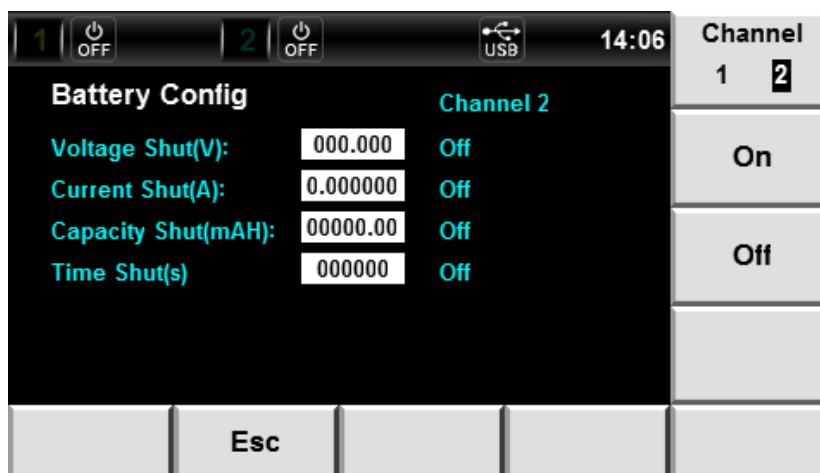 1 OFF 2 OFF USB 14:06
Channel
1 2
Battery Config
Channel 2
Voltage Shut(V): 000.000 Off
Current Shut(A): 0.000000 Off
Capacity Shut(mAH): 00000.00 Off
Time Shut(s) 000000 Off
On
Off
Esc